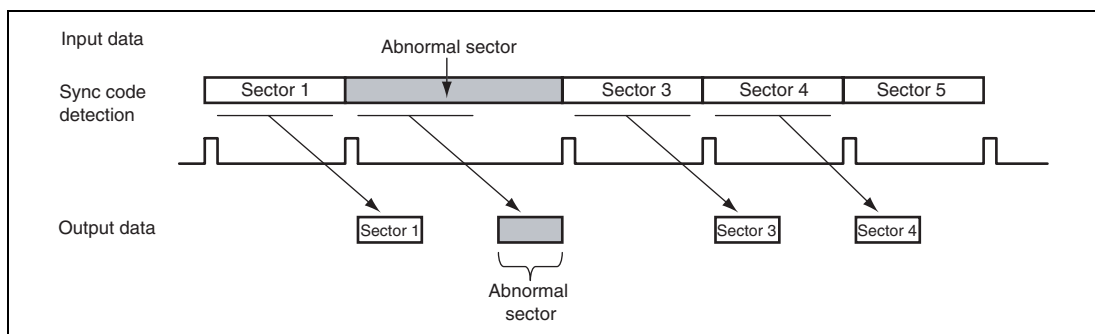 Input data
Abnormal sector
Sync code
detection
Sector 1
Sector 3
Sector 4
Sector 5
Output data
Sector 1
Sector 3
Sector 4
Abnormal
sector